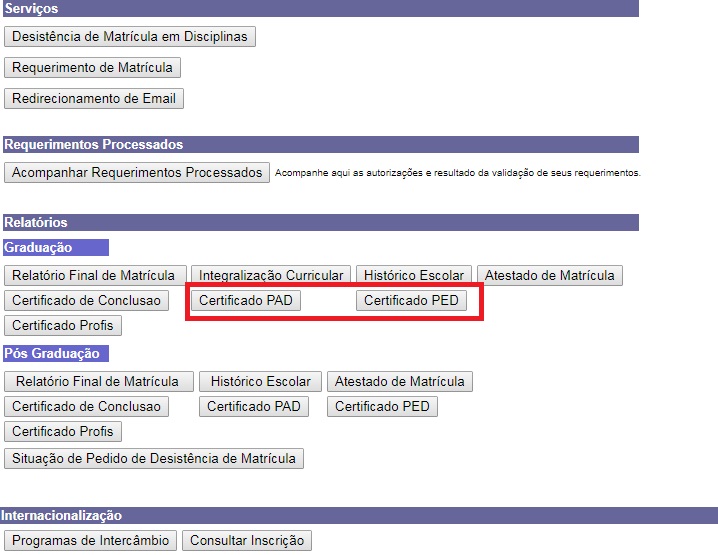 Serviços
Desistência de Matrícula em Disciplinas
Requerimento de Matrícula
Redirecionamento de Email
Requerimentos Processados
Acompanhar Requerimentos Processados Acompanhe aqui as autorizações e resultado da validação de seus requerimentos.
Relatórios
Graduação
Relatório Final de Matrícula Integralização Curricular Histórico Escolar Atestado de Matrícula
Certificado de Conclusao Certificado PAD Certificado PED
Certificado Profis
Pós Graduação
Relatório Final de Matrícula Histórico Escolar Atestado de Matrícula
Certificado de Conclusao Certificado PAD Certificado PED
Certificado Profis
Situação de Pedido de Desistência de Matrícula
Internacionalização
Programas de Intercâmbio Consultar Inscrição